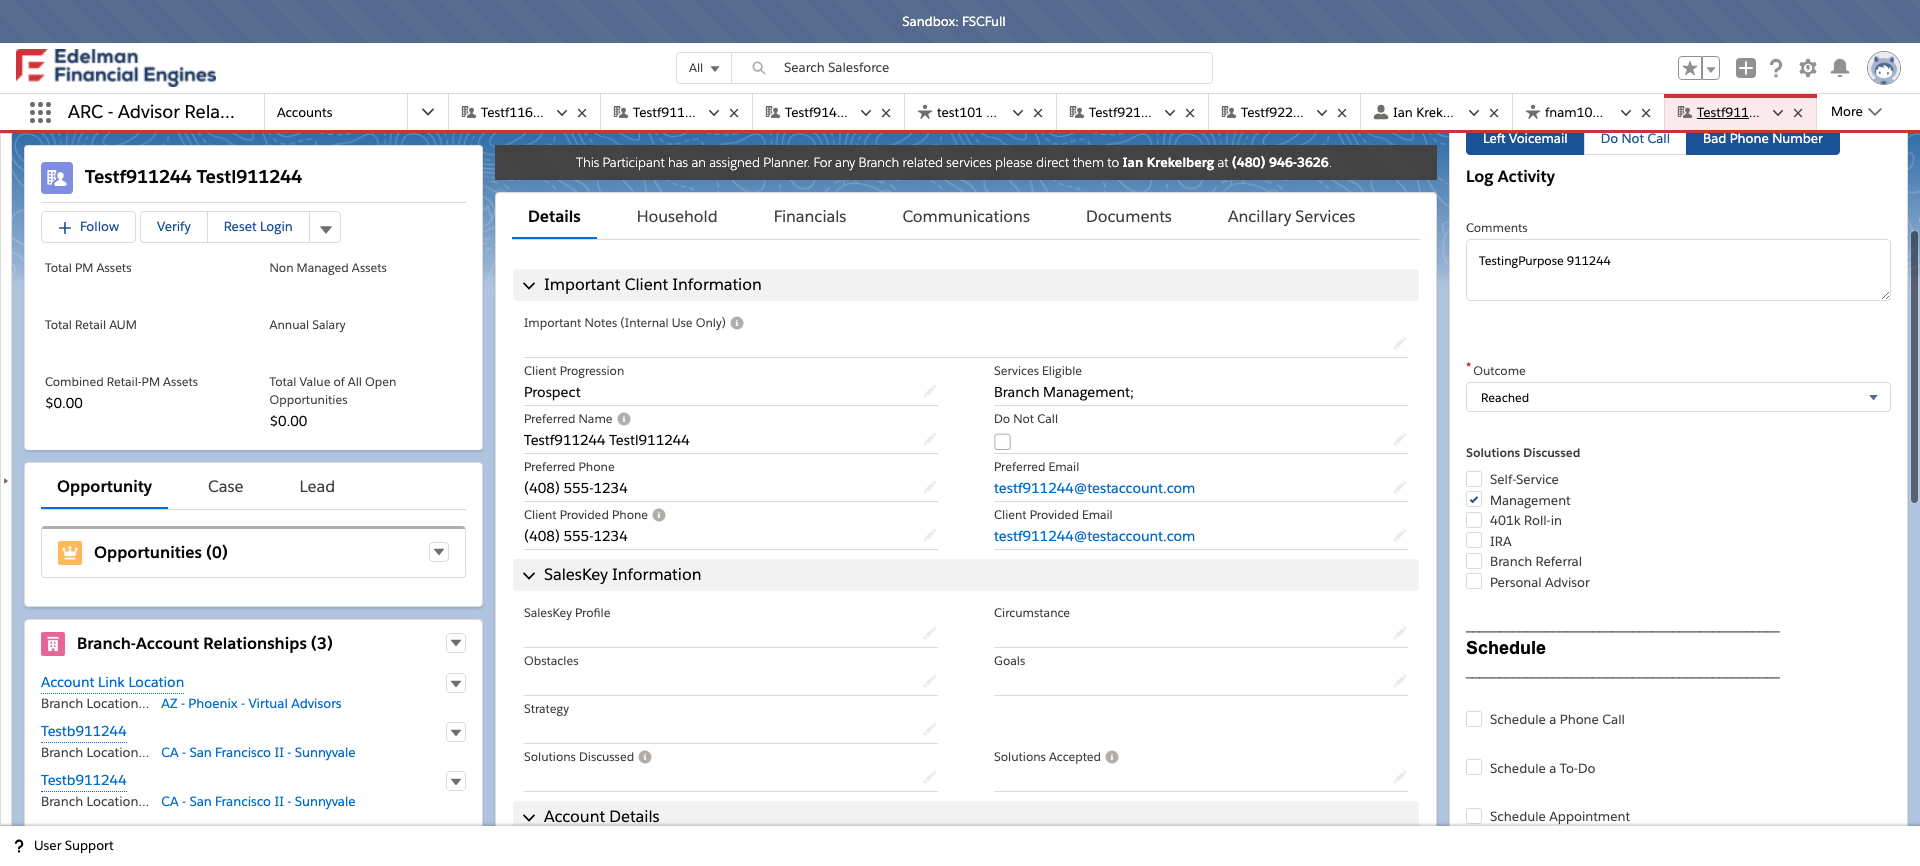 Sandbox: FSCFull
Edelman
Financial Engines
All
Search Salesforce
ARC - Advisor Rela...
Accounts
Testf116...
Testf911...
Testf914...
test101 ...
Testf921...
Testf922...
Ian Krek...
fnam10...
Testf911...
More
Testf911244 Testl911244
Follow
Verify
Reset Login
Total PM Assets
Non Managed Assets
Total Retail AUM
Annual Salary
Combined Retail-PM Assets
$0.00
Total Value of All Open
Opportunities
$0.00
Opportunity
Case
Lead
Opportunities (0)
Branch-Account Relationships (3)
Account Link Location
Branch Location... AZ - Phoenix - Virtual Advisors
Testb911244
Branch Location... CA - San Francisco II - Sunnyvale
Testb911244
Branch Location... CA - San Francisco II - Sunnyvale
This Participant has an assigned Planner. For any Branch related services please direct them to Ian Krekelberg at (480) 946-3626.
Details
Household
Financials
Communications
Documents
Ancillary Services
Important Client Information
Important Notes (Internal Use Only)
Client Progression
Prospect
Services Eligible
Branch Management;
Preferred Name
Testf911244 Testl911244
Do Not Call
Preferred Phone
(408) 555-1234
Preferred Email
testf911244@testaccount.com
Client Provided Phone
(408) 555-1234
Client Provided Email
testf911244@testaccount.com
SalesKey Information
SalesKey Profile
Circumstance
Obstacles
Goals
Strategy
Solutions Discussed
Solutions Accepted
Account Details
Left Voicemail
Do Not Call
Bad Phone Number
Log Activity
Comments
TestingPurpose 911244
*Outcome
Reached
Solutions Discussed
Self-Service
Management
401k Roll-in
IRA
Branch Referral
Personal Advisor
Schedule
Schedule a Phone Call
Schedule a To-Do
Schedule Appointment
? User Support